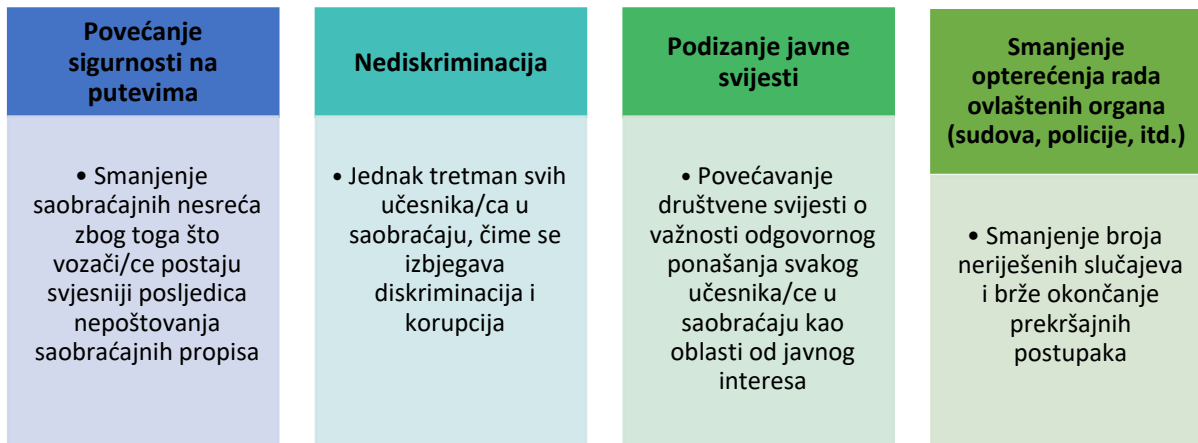 Povećanje
sigurnosti na
putevima
• Smanjenje
saobraćajnih nesreća
zbog toga što
vozači/ce postaju
svjesniji posljedica
nepoštovanja
saobraćajnih propisa
Nediskriminacija
• Jednak tretman svih
učesnika/ca u
saobraćaju, čime se
izbjegava
diskriminacija i
korupcija
Podizanje javne
svijesti
• Povećavanje
društvene svijesti o
važnosti odgovornog
ponašanja svakog
učesnika/ce u
saobraćaju kao
oblasti od javnog
interesa
Smanjenje
opterećenja rada
ovlaštenih organa
(sudova, policije, itd.)
• Smanjenje broja
neriješenih slučajeva
i brže okončanje
prekršajnih
postupaka